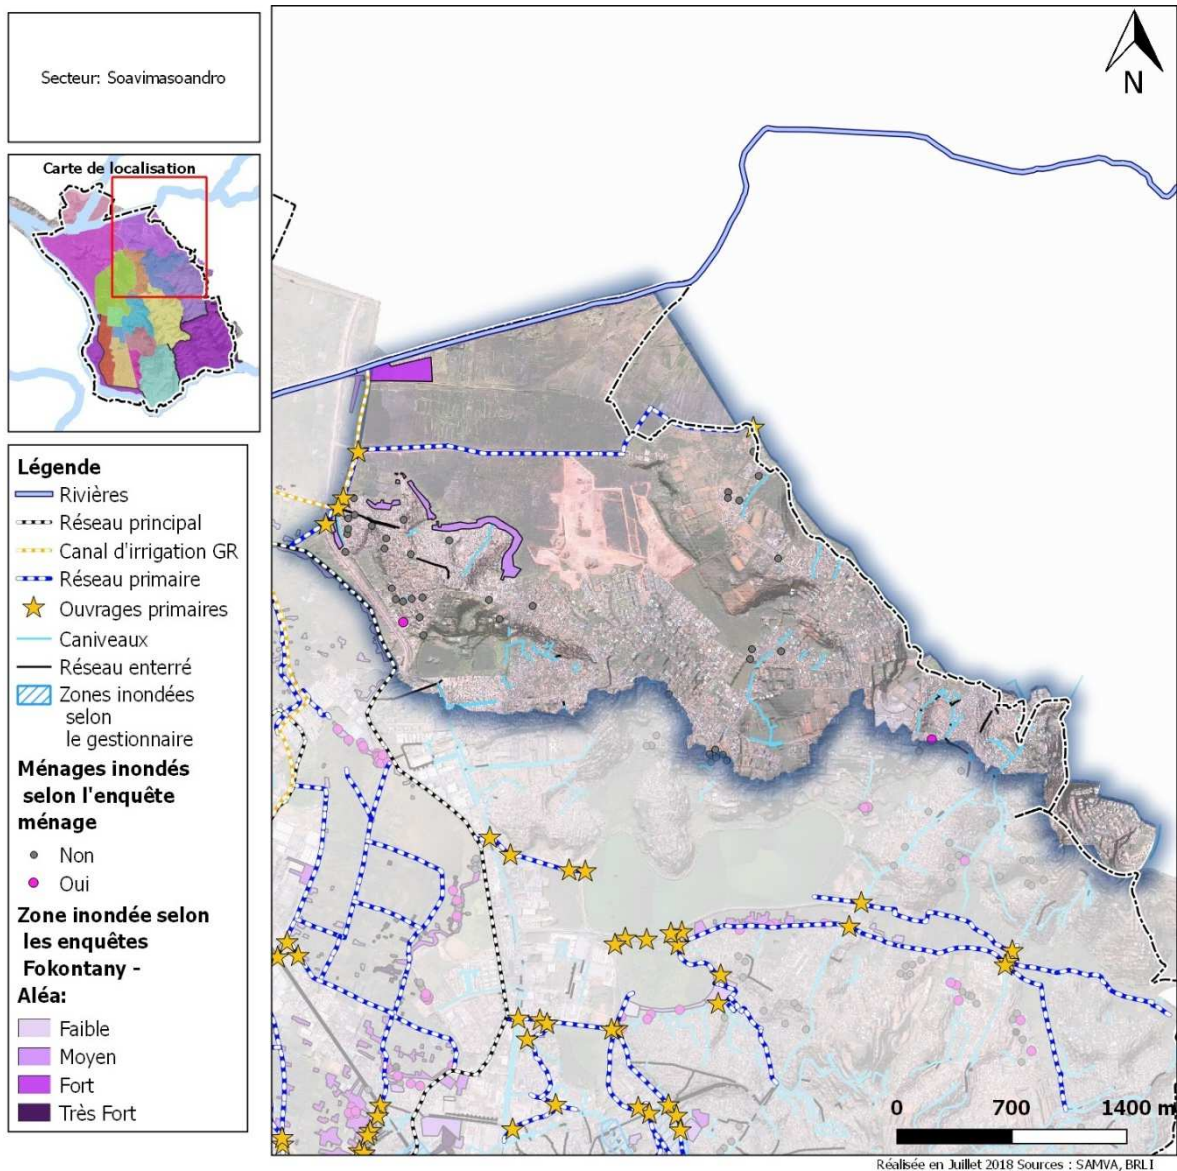 Secteur: Soavimasoandro
Carte de localisation
Légende
Rivières
Réseau principal
Canal d'irrigation GR
Réseau primaire
Ouvrages primaires
Caniveaux
Réseau enterré
Zones inondées
selon
le gestionnaire
Ménages inondés
selon l'enquête
ménage
Non
Oui
Zone inondée selon
les enquêtes
Fokontany -
Aléa:
Faible
Moyen
Fort
Très Fort
N
0 700 1400 m
Réalisée en Juillet 2018 Sources : SAMVA, BRLI